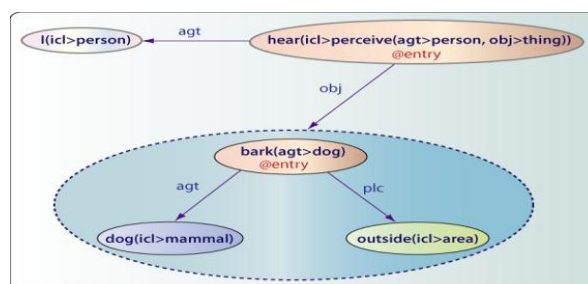 I(icl>person)
agt
hear(icl>perceive(agt>person, obj>thing))
@entry
obj
bark(agt>dog)
@entry
agt
plc
dog(icl>mammal)
outside(icl>area)